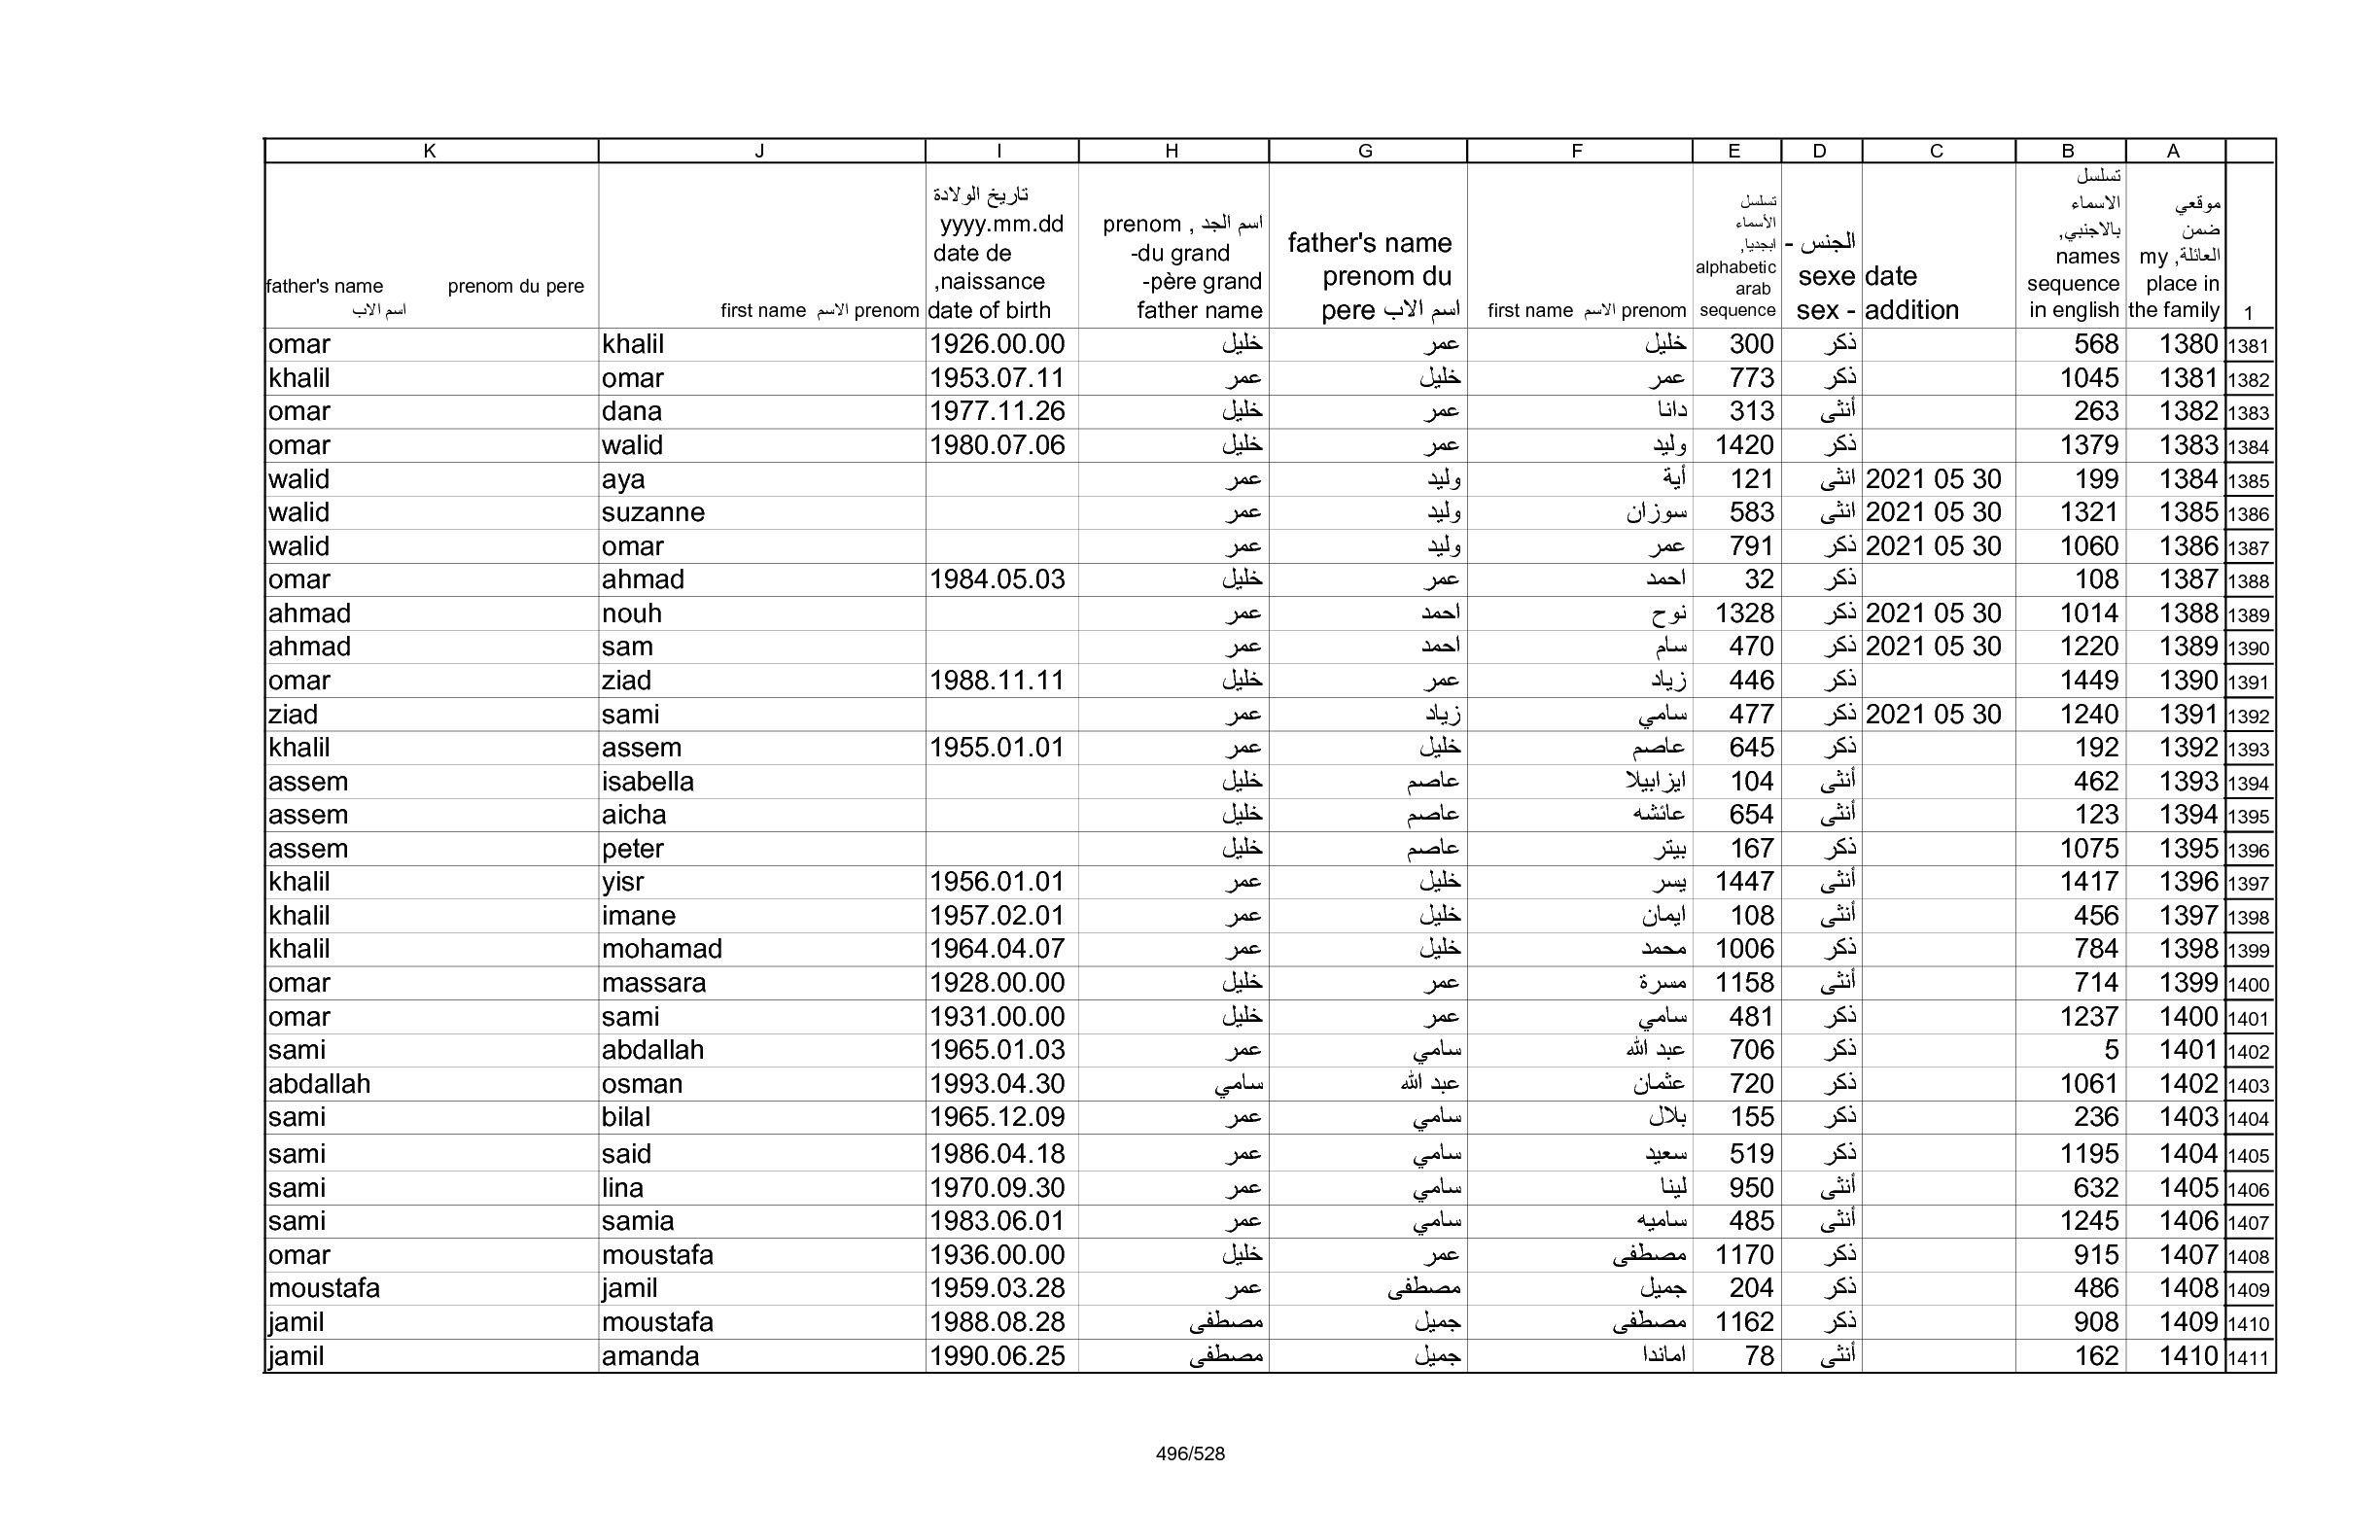 K J I H G F E D C B A
father's name prenom du pere اسم الاب
first name الاسم prenom
تاريخ الولادة yyyy.mm.dd date de naissance, date of birth
اسم الجد , prenom du grand-père grand-father name
father's name prenom du pere اسم الاب
first name الاسم prenom
تسلسل الأسماء ابجديا, alphabetic arab sequence
الجنس - sexe sex -
date addition
تسلسل الاسماء بالاجنبي, names sequence in english
موقعي ضمن العائلة, my place in the family
1
omar khalil 1926.00.00 خليل عمر خليل 300 ذكر 568 1380 1381
khalil omar 1953.07.11 عمر خليل عمر 773 ذكر 1045 1381 1382
omar dana 1977.11.26 خليل عمر دانا 313 أنثى 263 1382 1383
omar walid 1980.07.06 خليل عمر وليد 1420 ذكر 1379 1383 1384
walid aya عمر وليد أية 121 انثى 2021 05 30 199 1384 1385
walid suzanne عمر وليد سوزان 583 انثى 2021 05 30 1321 1385 1386
walid omar عمر وليد عمر 791 ذكر 2021 05 30 1060 1386 1387
omar ahmad 1984.05.03 خليل عمر احمد 32 ذكر 108 1387 1388
ahmad nouh عمر احمد نوح 1328 ذكر 2021 05 30 1014 1388 1389
ahmad sam عمر احمد سام 470 ذكر 2021 05 30 1220 1389 1390
omar ziad 1988.11.11 خليل عمر زياد 446 ذكر 1449 1390 1391
ziad sami عمر زياد سامي 477 ذكر 2021 05 30 1240 1391 1392
khalil assem 1955.01.01 عمر خليل عاصم 645 ذكر 192 1392 1393
assem isabella خليل عاصم ايزابيلا 104 أنثى 462 1393 1394
assem aicha خليل عاصم عائشه 654 أنثى 123 1394 1395
assem peter خليل عاصم بيتر 167 ذكر 1075 1395 1396
khalil yisr 1956.01.01 عمر خليل يسر 1447 أنثى 1417 1396 1397
khalil imane 1957.02.01 عمر خليل ايمان 108 أنثى 456 1397 1398
khalil mohamad 1964.04.07 عمر خليل محمد 1006 ذكر 784 1398 1399
omar massara 1928.00.00 خليل عمر مسرة 1158 أنثى 714 1399 1400
omar sami 1931.00.00 خليل عمر سامي 481 ذكر 1237 1400 1401
sami abdallah 1965.01.03 عمر سامي عبد الله 706 ذكر 5 1401 1402
abdallah osman 1993.04.30 سامي عبد الله عثمان 720 ذكر 1061 1402 1403
sami bilal 1965.12.09 عمر سامي بلال 155 ذكر 236 1403 1404
sami said 1986.04.18 عمر سامي سعيد 519 ذكر 1195 1404 1405
sami lina 1970.09.30 عمر سامي لينا 950 أنثى 632 1405 1406
sami samia 1983.06.01 عمر سامي ساميه 485 أنثى 1245 1406 1407
omar moustafa 1936.00.00 خليل عمر مصطفى 1170 ذكر 915 1407 1408
moustafa jamil 1959.03.28 عمر مصطفى جميل 204 ذكر 486 1408 1409
jamil moustafa 1988.08.28 مصطفى جميل مصطفى 1162 ذكر 908 1409 1410
jamil amanda 1990.06.25 مصطفى جميل اماندا 78 أنثى 162 1410 1411
496/528